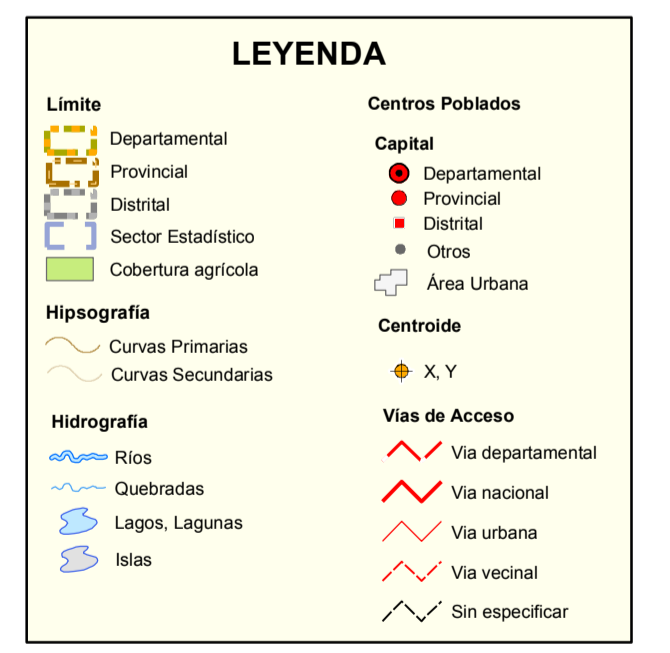 LEYENDA
Límite
Departamental
Provincial
Distrital
Sector Estadístico
Cobertura agrícola
Hipsografía
Curvas Primarias
Curvas Secundarias
Hidrografía
Ríos
Quebradas
Lagos, Lagunas
Islas
Centros Poblados
Capital
Departamental
Provincial
Distrital
Otros
Área Urbana
Centroide
X, Y
Vías de Acceso
Via departamental
Via nacional
Via urbana
Via vecinal
Sin especificar